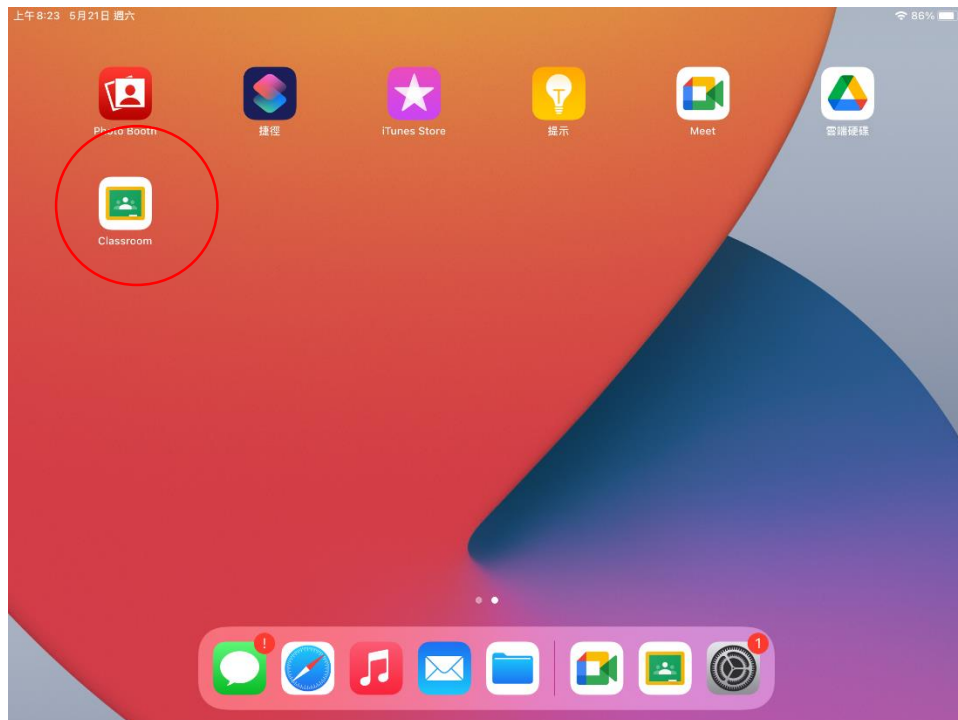 上午8:23 5月21日 週六
86%
Photo Booth
捷徑
iTunes Store
提示
Meet
雲端硬碟
Classroom
!
1